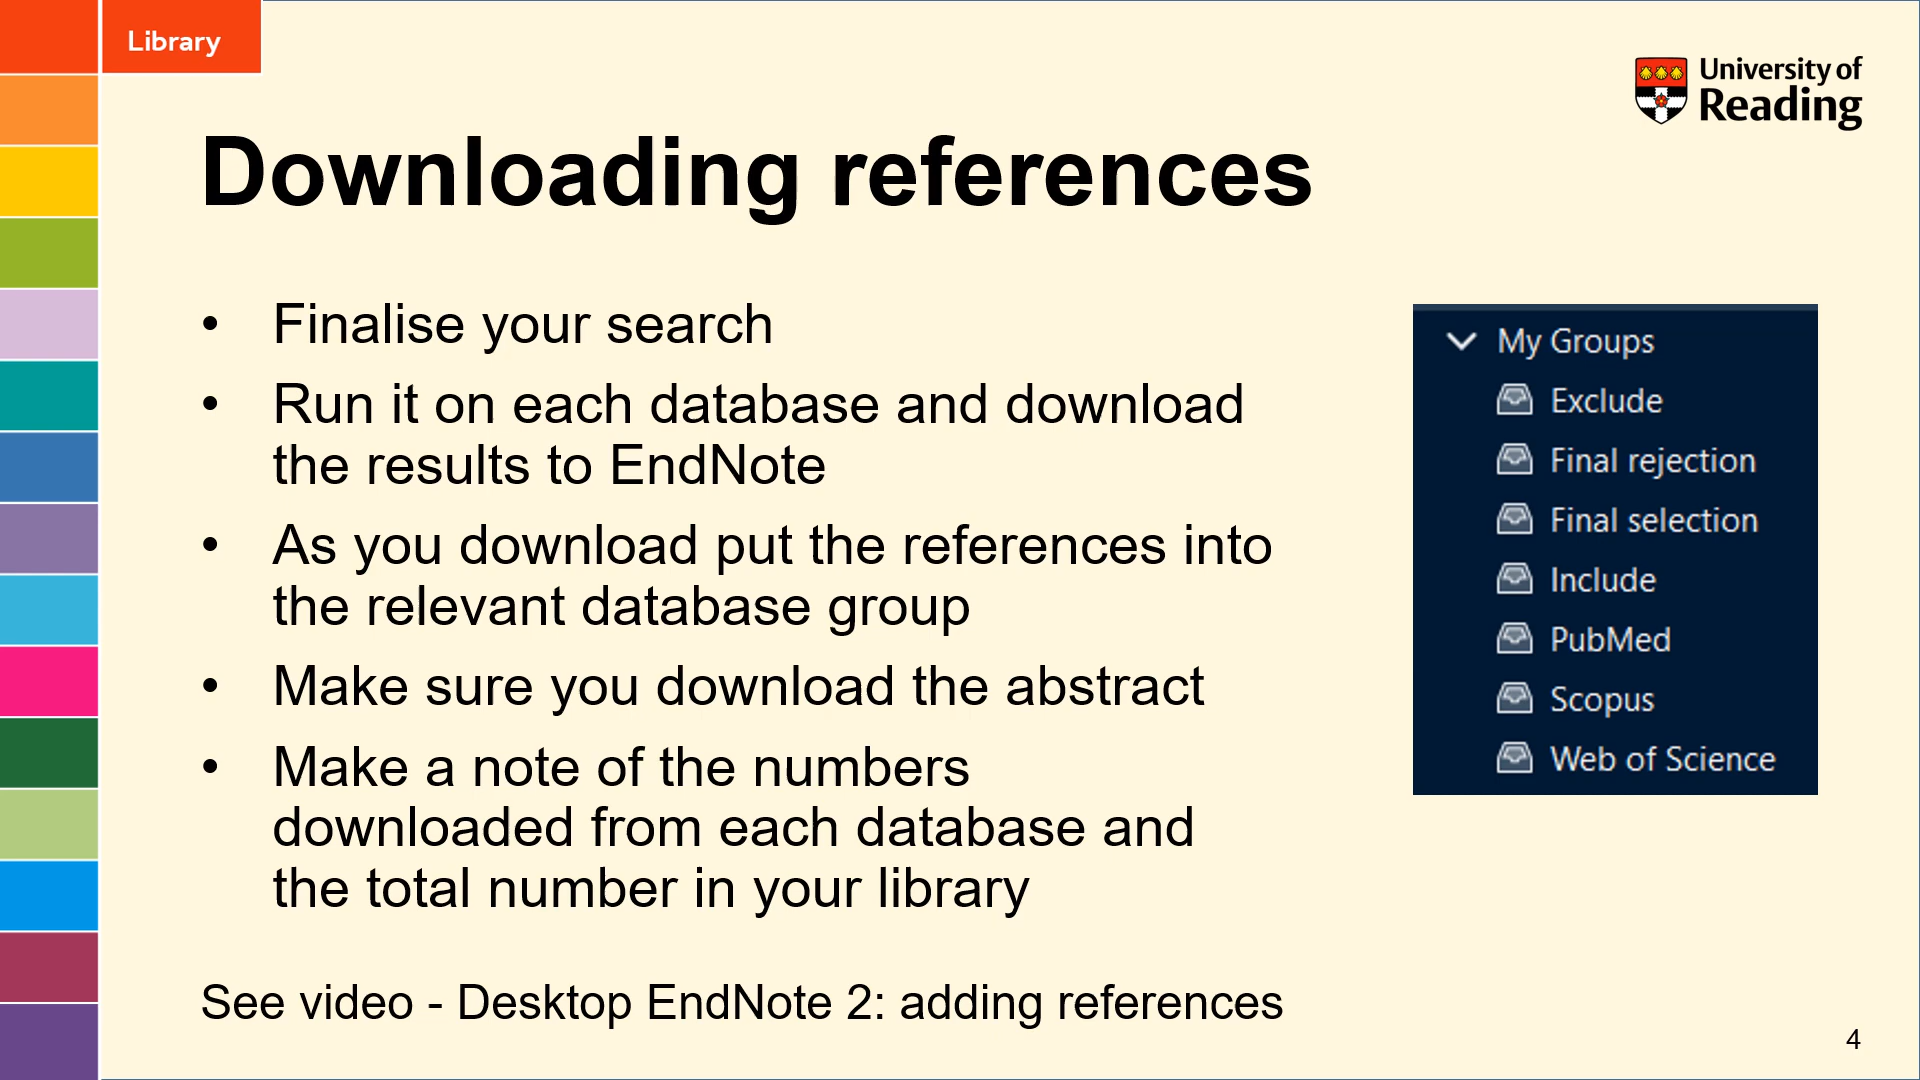 Library
University of
Reading
Downloading references
• Finalise your search
• Run it on each database and download
the results to EndNote
• As you download put the references into
the relevant database group
• Make sure you download the abstract
• Make a note of the numbers
downloaded from each database and
the total number in your library
See video - Desktop EndNote 2: adding references
My Groups
Exclude
Final rejection
Final selection
Include
PubMed
Scopus
Web of Science
4